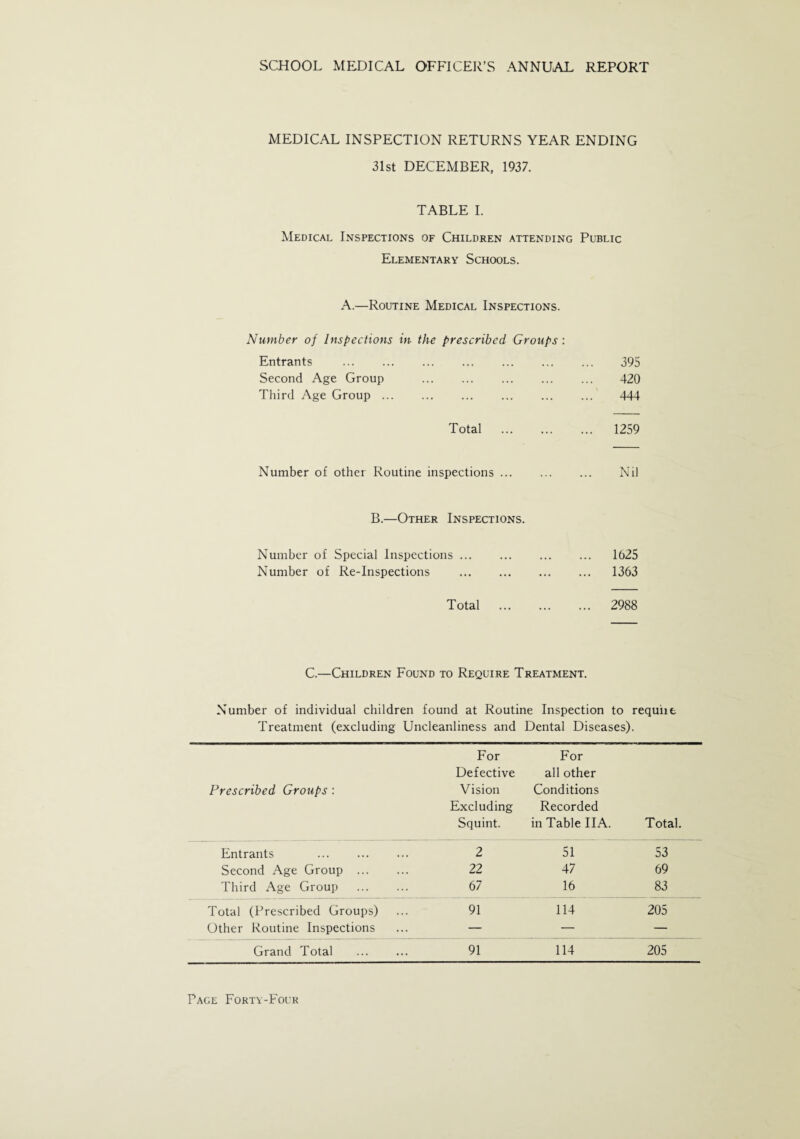 SCHOOL MEDICAL OFFICER'S ANNUAL REPORT
MEDICAL INSPECTION RETURNS YEAR ENDING
31st DECEMBER, 1937.
TABLE I.
Medical Inspections of Children attending Public
Elementary Schools.
A.—Routine Medical Inspections.
Number of Inspections in the prescribed Groups :
Entrants ... ... ... ... ... ... ... 395
Second Age Group ... ... ... ... ... 420
Third Age Group ... ... ... ... ... ... 444
Total ... ... ... 1259
Number of other Routine inspections ... ... ... Nil
B.—Other Inspections.
Number of Special Inspections ... ... ... ... 1625
Number of Re-Inspections ... ... ... ... 1363
Total ... ... ... 2988
C.—Children Found to Require Treatment.
Number of individual children found at Routine Inspection to require
Treatment (excluding Uncleanliness and Dental Diseases).
For For
Defective all other
Prescribed Groups : Vision Conditions
Excluding Recorded
Squint. in Table IIA. Total.
Entrants ... ... ... 2 51 53
Second Age Group ... ... 22 47 69
Third Age Group ... ... 67 16 83
Total (Prescribed Groups) ... 91 114 205
Other Routine Inspections ... — — —
Grand Total ... ... 91 114 205
Page Forty-Four